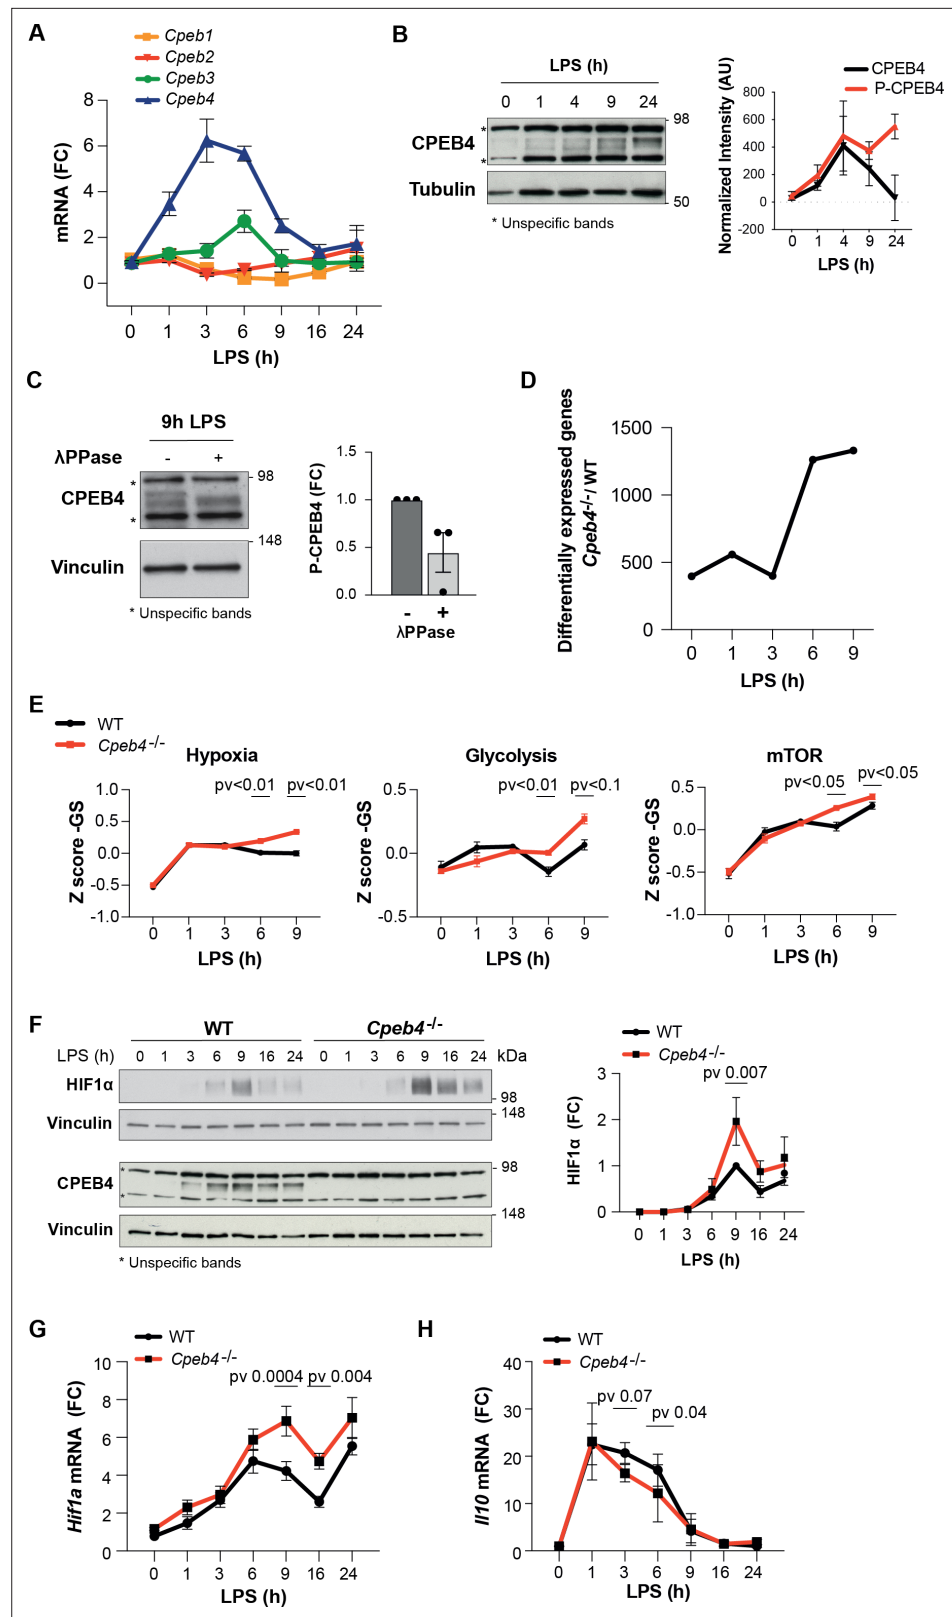 A
Cpeb1
Cpeb2
Cpeb3
Cpeb4
mRNA (FC)
8
6
4
2
0
0 1 3 6 9 16 24
LPS (h)
B
LPS (h)
0 1 4 9 24
98
*
CPEB4
*
Tubulin
50
* Unspecific bands
CPEB4
P-CPEB4
Normalized Intensity (AU)
800
600
400
200
0
-200
0 1 4 9 24
LPS (h)
C
9h LPS
λPPase - +
98
*
CPEB4
*
148
Vinculin
* Unspecific bands
P-CPEB4 (FC)
1.5
1.0
0.5
0.0
- +
λPPase
D
Differentially expressed genes
Cpeb4-/-/ WT
1500
1000
500
0
0 1 3 6 9
LPS (h)
E
WT
Cpeb4-/-
Hypoxia
pv<0.01 pv<0.01
Z score -GS
1.0
0.5
0.0
-0.5
-1.0
0 1 3 6 9
LPS (h)
Glycolysis
pv<0.01 pv<0.1
Z score -GS
0.5
0.0
-0.5
0 1 3 6 9
LPS (h)
mTOR
pv<0.05 pv<0.05
Z score -GS
0.5
0.0
-0.5
-1.0
0 1 3 6 9
LPS (h)
F
WT Cpeb4-/-
LPS (h) 0 1 3 6 9 16 24 0 1 3 6 9 16 24 kDa
HIF1α
98
148
Vinculin
98
*
CPEB4
*
148
Vinculin
* Unspecific bands
WT
Cpeb4-/-
pv 0.007
HIF1α (FC)
3
2
1
0
0 1 3 6 9 16 24
LPS (h)
G
WT
Cpeb4-/-
pv 0.0004 pv 0.004
Hif1a mRNA (FC)
10
8
6
4
2
0
0 1 3 6 9 16 24
LPS (h)
H
WT
Cpeb4-/-
pv 0.07
pv 0.04
Il10 mRNA (FC)
40
30
20
10
0
0 1 3 6 9 16 24
LPS (h)